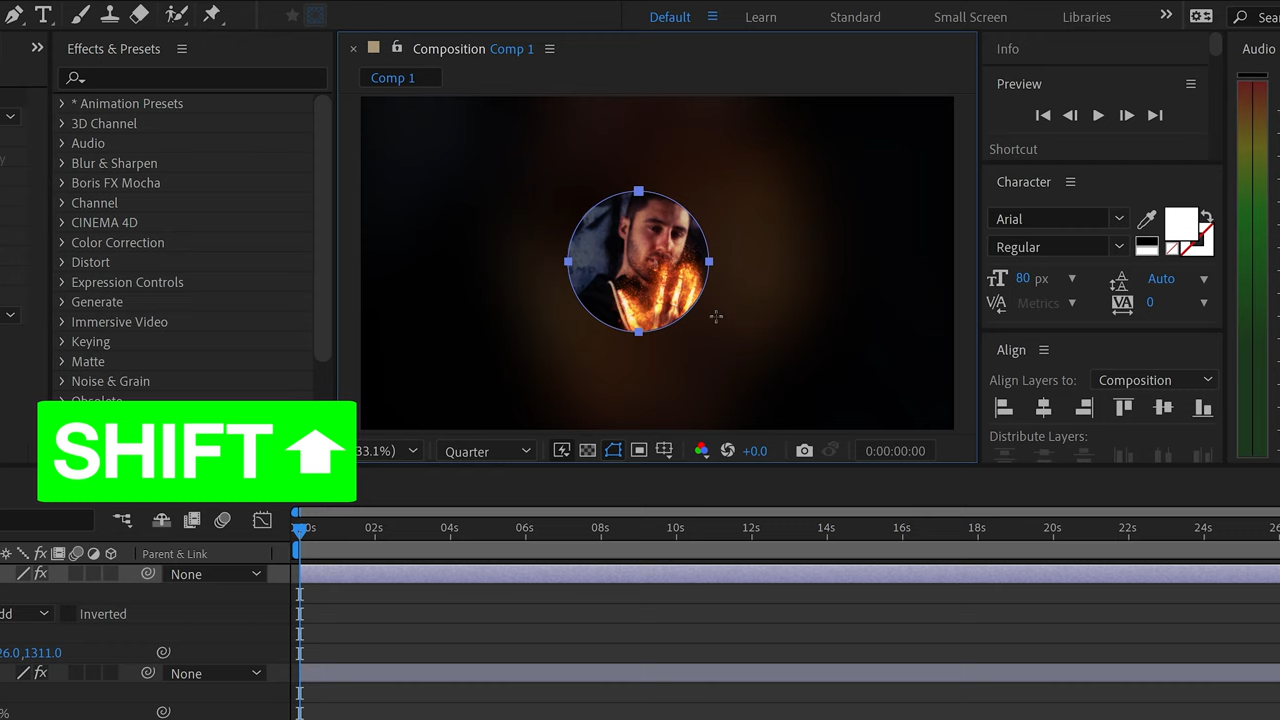 Default
Learn
Standard
Small Screen
Libraries
Sea
Effects & Presets
Composition Comp 1
Info
Audio
Comp 1
Preview
* Animation Presets
3D Channel
Audio
Blur & Sharpen
Boris FX Mocha
Channel
CINEMA 4D
Color Correction
Distort
Expression Controls
Generate
Immersive Video
Keying
Matte
Noise & Grain
Obsolete
Shortcut
Character
Arial
Regular
80 px
Auto
Metrics
0
Align
Align Layers to:
Composition
Distribute Layers:
SHIFT
33.1%)
Quarter
+0.0
0:00:00:00
02s
04s
06s
08s
10s
12s
14s
16s
18s
20s
22s
24s
Parent & Link
None
dd
Inverted
26.0,1311.0
None
%